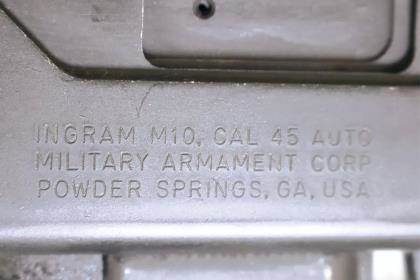 INGRAM M10, CAL 45 AUTO
MILITARY ARMAMENT CORP
POWDER SPRINGS, GA, USA